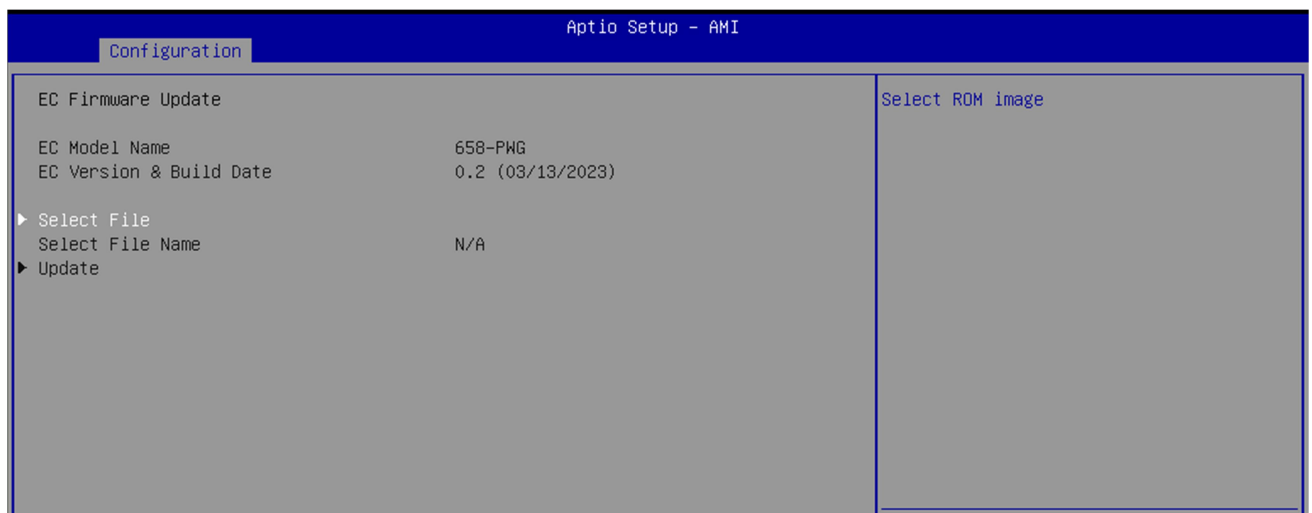 Aptio Setup – AMI
Configuration
EC Firmware Update
Select ROM image
EC Model Name 658-PWG
EC Version & Build Date 0.2 (03/13/2023)
Select File
Select File Name N/A
Update